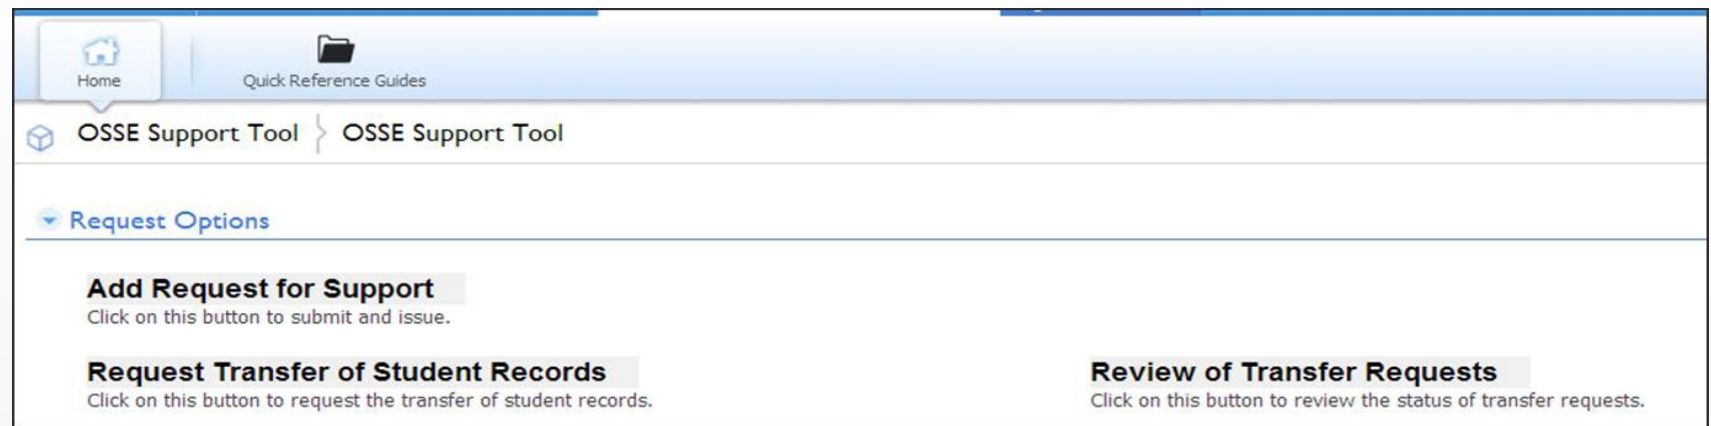 Home
Quick Reference Guides
OSSE Support Tool OSSE Support Tool
Request Options
Add Request for Support
Click on this button to submit and issue.
Request Transfer of Student Records
Click on this button to request the transfer of student records.
Review of Transfer Requests
Click on this button to review the status of transfer requests.